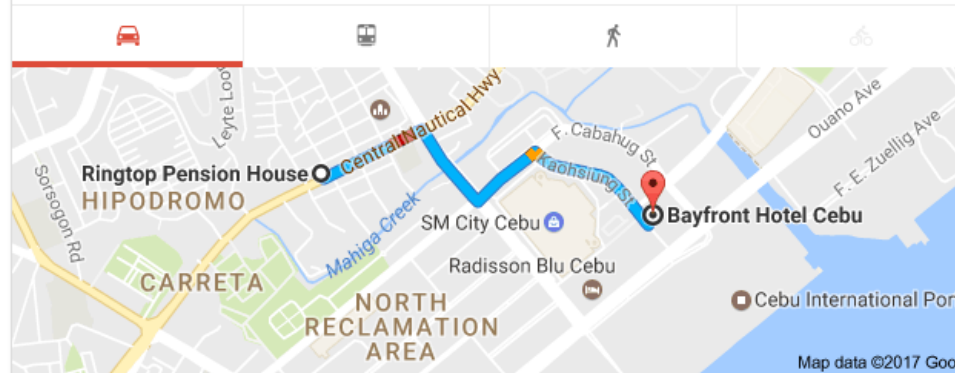 Leyte Loo
Central Nautical Hwy
Ouano Ave
F. Cabahug St
Kaohsiung St
F. E. Zuellig Ave
Ringtop Pension House
HIPODROMO
Sorsogon Rd
Mahiga Creek
SM City Cebu
Bayfront Hotel Cebu
Radisson Blu Cebu
CARRETA
NORTH
RECLAMATION
AREA
Cebu International Por
Map data ©2017 Goo